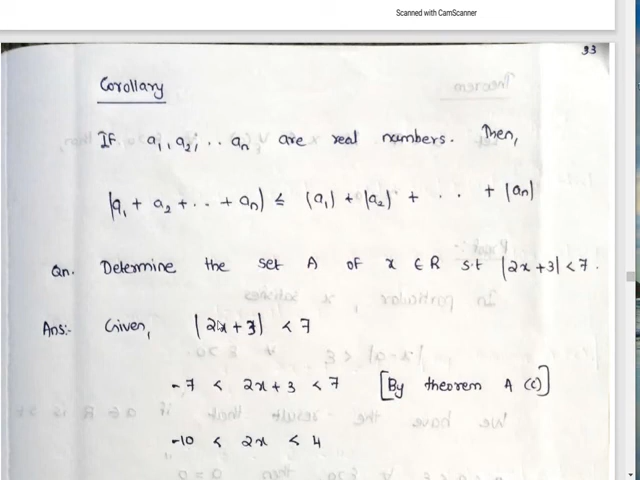 Scanned with CamScanner
33
Corollary
If a₁, a₂, .. aₙ are real numbers. Then,
|a₁ + a₂ + .. + aₙ| ≤ |a₁| + |a₂| + .. + |aₙ|
Qn. Determine the set A of x ∈ R s.t |2x+3| < 7.
Ans:- Given, |2x+3| < 7
-7 < 2x+3 < 7 [By theorem A (c)]
-10 < 2x < 4